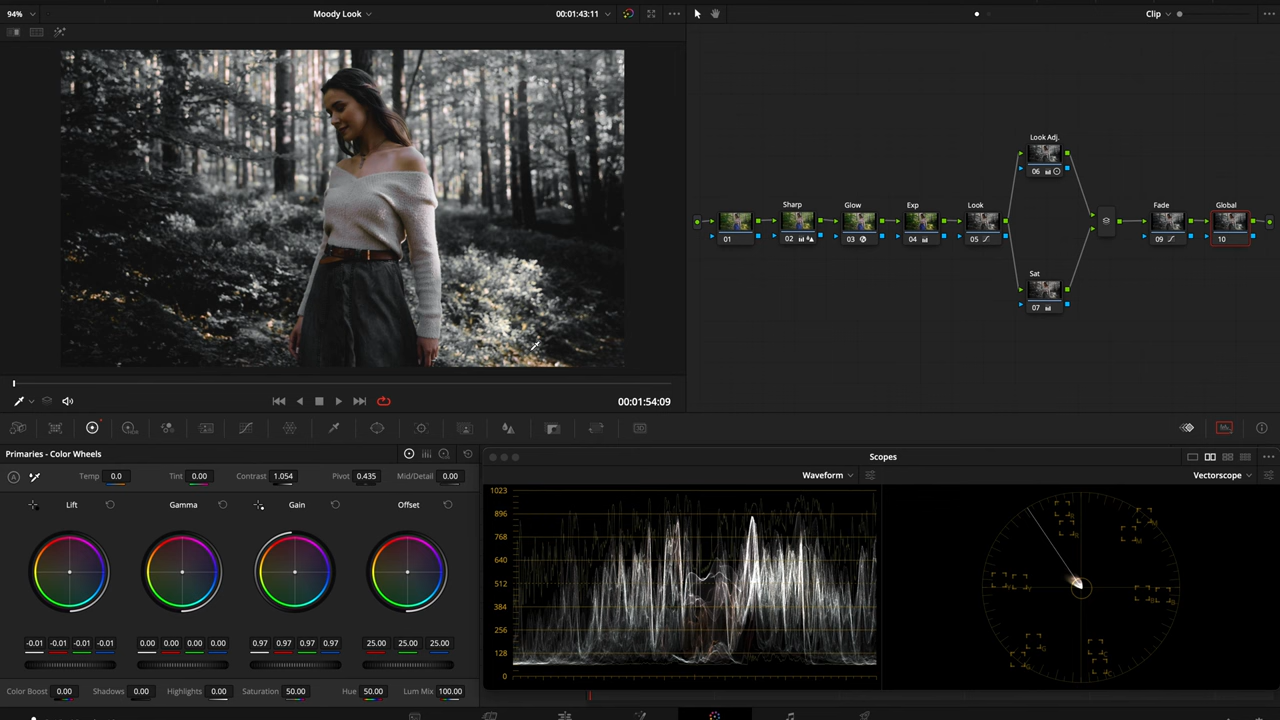 94%
Moody Look
00:01:43:11
Clip
00:01:54:09
Look Adj.
06
01
Sharp
02
Glow
03
Exp
04
Look
05
Sat
07
Fade
09
Global
10
HDR
3D
Primaries - Color Wheels
A
Temp 0.0 Tint 0.00 Contrast 1.054 Pivot 0.435 Mid/Detail 0.00
Lift Gamma Gain Offset
-0.01 -0.01 -0.01 -0.01 0.00 0.00 0.00 0.00 0.97 0.97 0.97 0.97 25.00 25.00 25.00
Color Boost 0.00 Shadows 0.00 Highlights 0.00 Saturation 50.00 Hue 50.00 Lum Mix 100.00
Scopes
Waveform
Vectorscope
1023
896
768
640
512
384
256
128
0